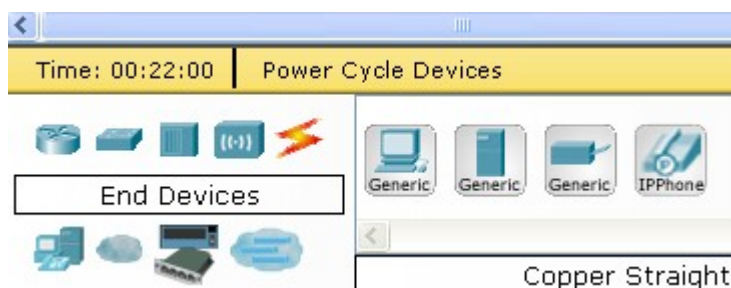 Time: 00:22:00 Power Cycle Devices
Generic Generic Generic IPPhone
End Devices
Copper Straight